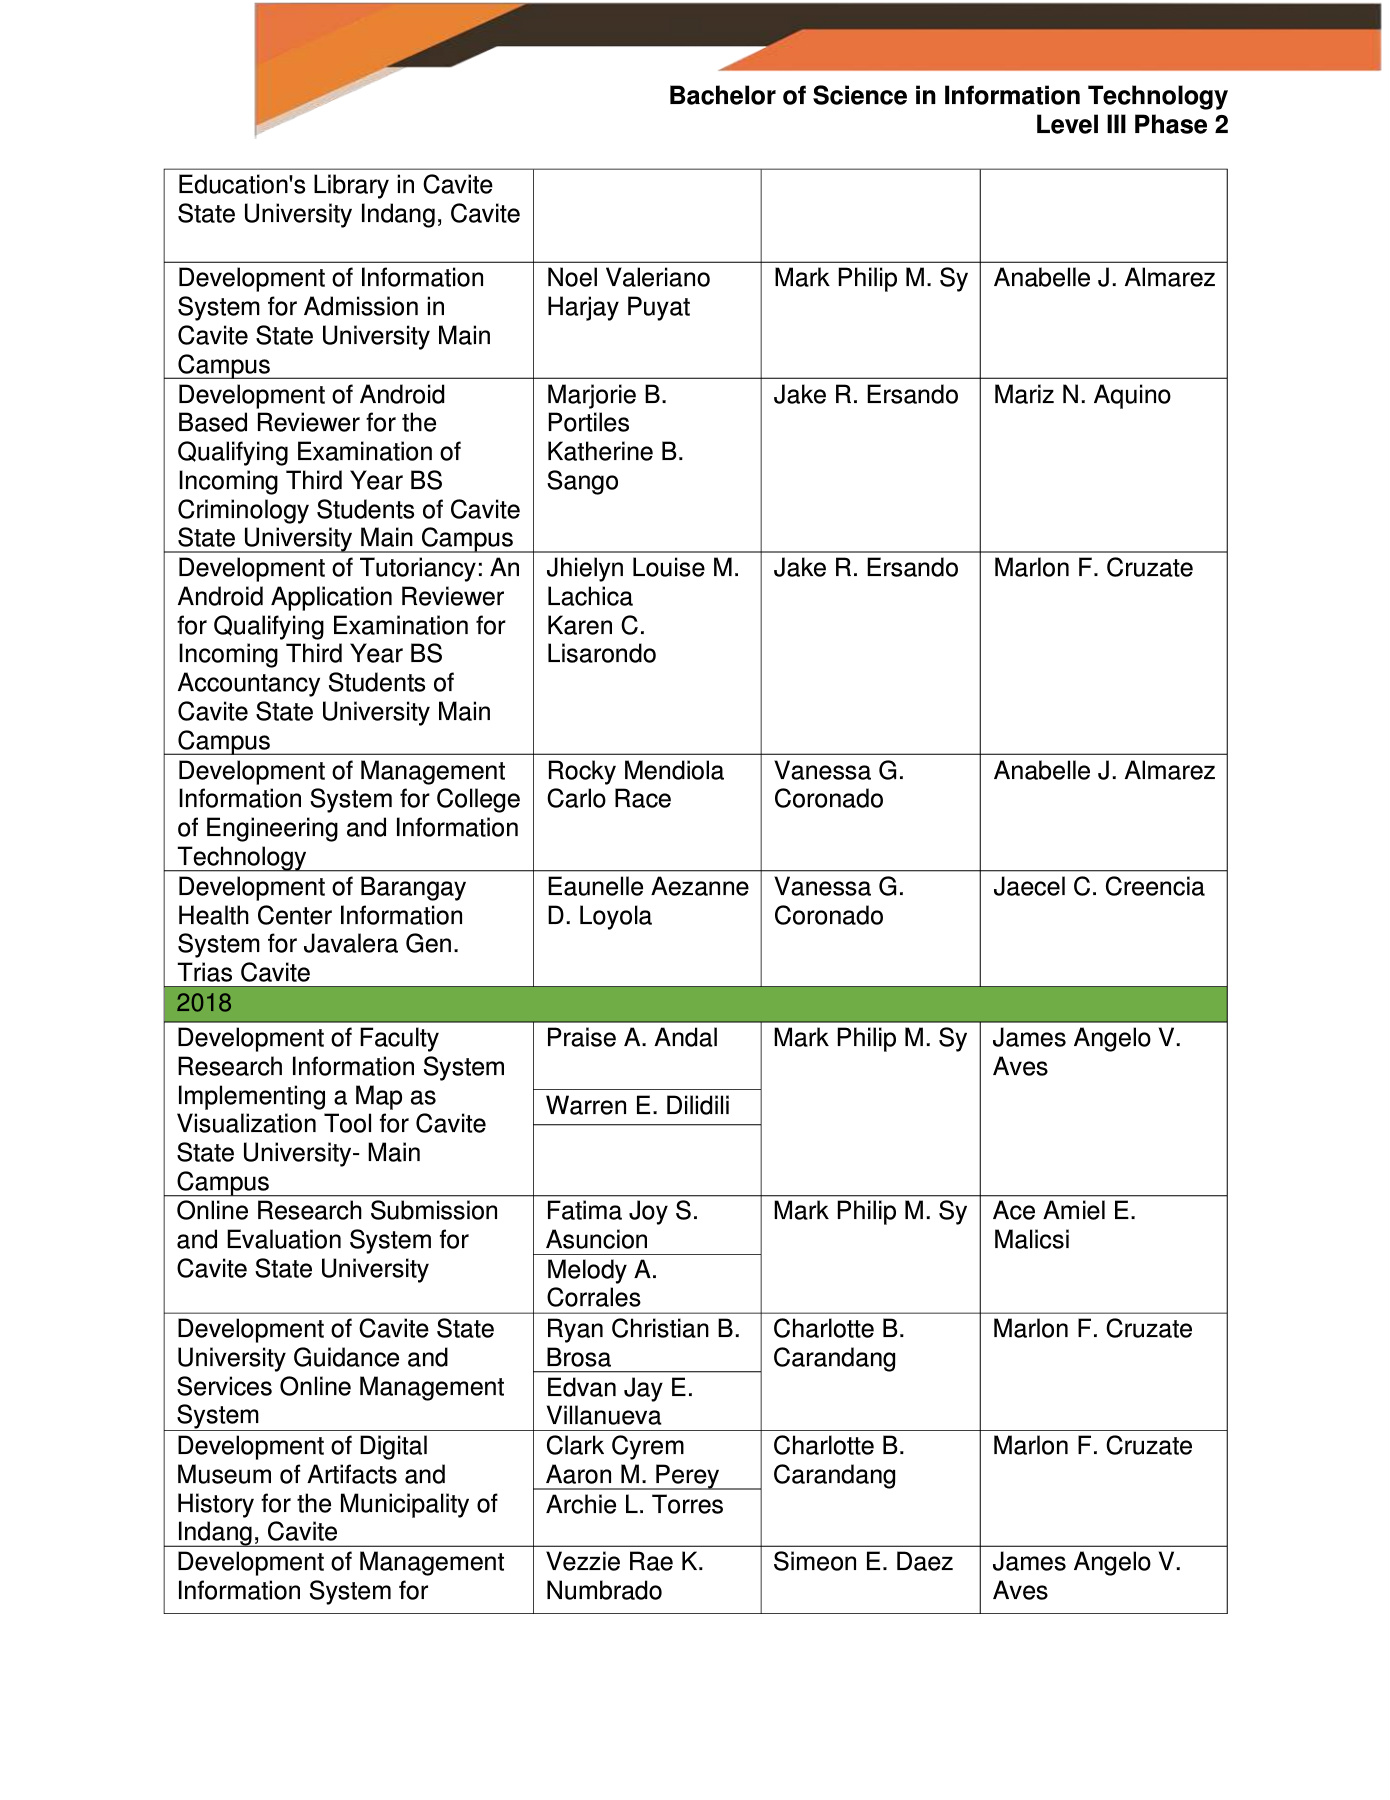 Bachelor of Science in Information Technology
Level III Phase 2
Education's Library in Cavite
State University Indang, Cavite
Development of Information
System for Admission in
Cavite State University Main
Campus
Noel Valeriano
Harjay Puyat
Mark Philip M. Sy
Anabelle J. Almarez
Development of Android
Based Reviewer for the
Qualifying Examination of
Incoming Third Year BS
Criminology Students of Cavite
State University Main Campus
Marjorie B.
Portiles
Katherine B.
Sango
Jake R. Ersando
Mariz N. Aquino
Development of Tutoriancy: An
Android Application Reviewer
for Qualifying Examination for
Incoming Third Year BS
Accountancy Students of
Cavite State University Main
Campus
Jhielyn Louise M.
Lachica
Karen C.
Lisarondo
Jake R. Ersando
Marlon F. Cruzate
Development of Management
Information System for College
of Engineering and Information
Technology
Rocky Mendiola
Carlo Race
Vanessa G.
Coronado
Anabelle J. Almarez
Development of Barangay
Health Center Information
System for Javalera Gen.
Trias Cavite
Eaunelle Aezanne
D. Loyola
Vanessa G.
Coronado
Jaecel C. Creencia
2018
Development of Faculty
Research Information System
Implementing a Map as
Visualization Tool for Cavite
State University- Main
Campus
Praise A. Andal
Warren E. Dilidili
Mark Philip M. Sy
James Angelo V.
Aves
Online Research Submission
and Evaluation System for
Cavite State University
Fatima Joy S.
Asuncion
Melody A.
Corrales
Mark Philip M. Sy
Ace Amiel E.
Malicsi
Development of Cavite State
University Guidance and
Services Online Management
System
Ryan Christian B.
Brosa
Edvan Jay E.
Villanueva
Charlotte B.
Carandang
Marlon F. Cruzate
Development of Digital
Museum of Artifacts and
History for the Municipality of
Indang, Cavite
Clark Cyrem
Aaron M. Perey
Archie L. Torres
Charlotte B.
Carandang
Marlon F. Cruzate
Development of Management
Information System for
Vezzie Rae K.
Numbrado
Simeon E. Daez
James Angelo V.
Aves